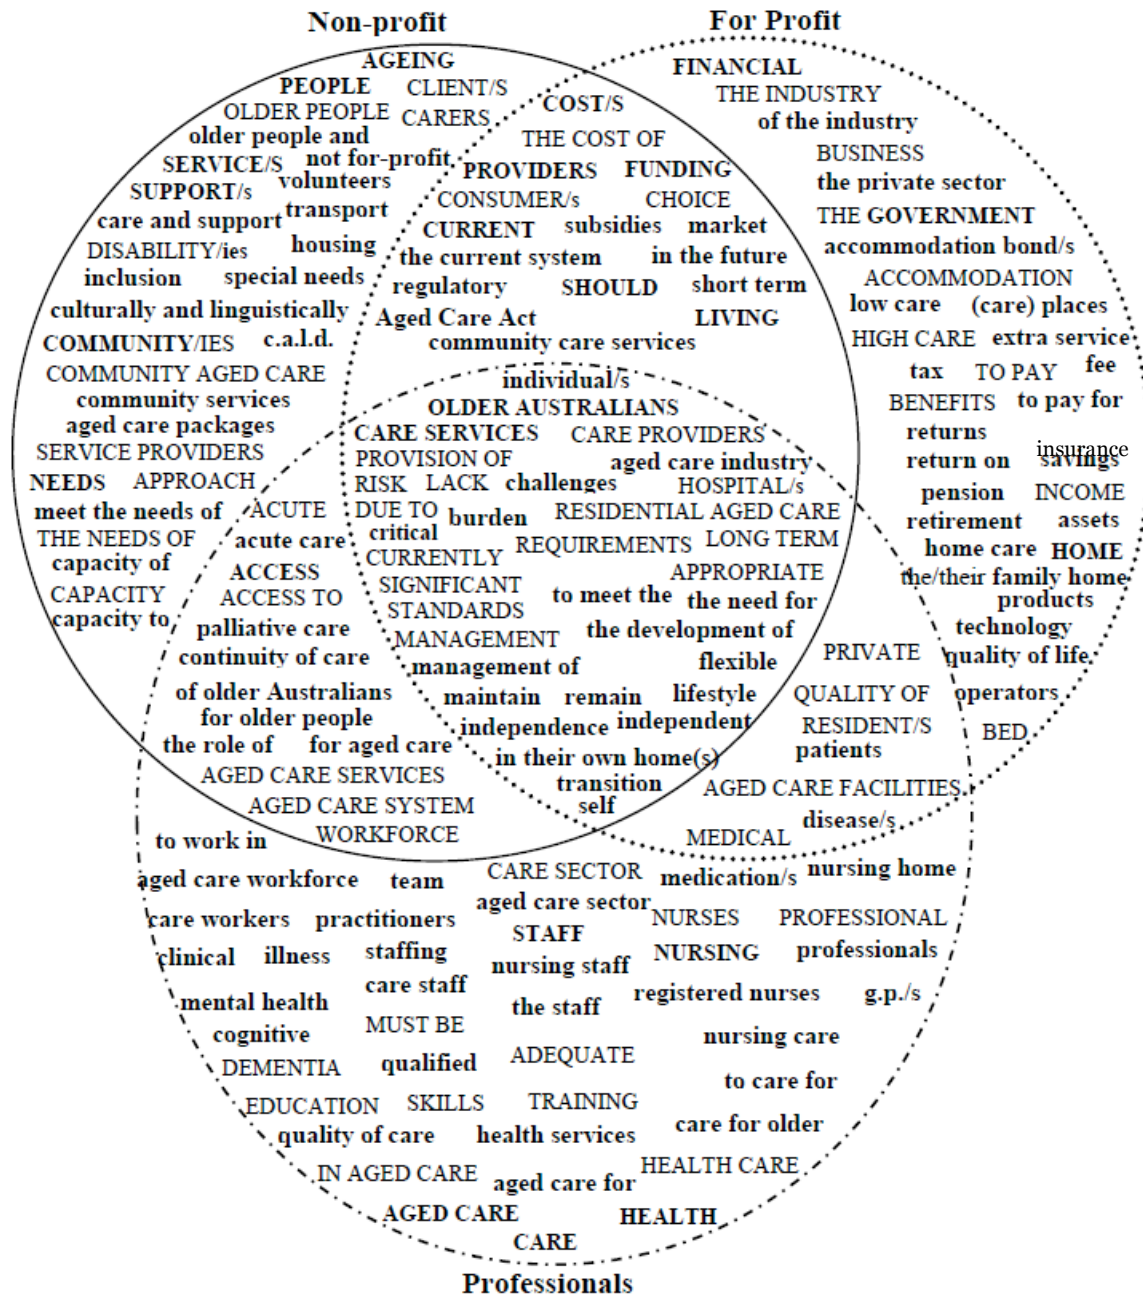 Non-profit
For Profit
AGEING
PEOPLE CLIENT/S
OLDER PEOPLE CARERS
older people and
SERVICE/S not for-profit
SUPPORT/s volunteers
care and support transport
DISABILITY/ies housing
inclusion special needs
culturally and linguistically
COMMUNITY/IES c.a.l.d.
COMMUNITY AGED CARE
community services
aged care packages
SERVICE PROVIDERS
NEEDS APPROACH
meet the needs of
THE NEEDS OF
capacity of
CAPACITY
capacity to
COST/S
THE COST OF
PROVIDERS FUNDING
CONSUMER/s CHOICE
CURRENT subsidies market
the current system in the future
regulatory SHOULD short term
Aged Care Act LIVING
community care services
FINANCIAL
THE INDUSTRY
of the industry
BUSINESS
the private sector
THE GOVERNMENT
accommodation bond/s
ACCOMMODATION
low care (care) places
HIGH CARE extra service
tax TO PAY fee
BENEFITS to pay for
returns
insurance
return on savings
pension INCOME
retirement assets
home care HOME
the/their family home
products
technology
quality of life
operators
BED
individual/s
OLDER AUSTRALIANS
CARE SERVICES CARE PROVIDERS
PROVISION OF aged care industry
RISK LACK challenges HOSPITAL/s
DUE TO burden RESIDENTIAL AGED CARE
critical
CURRENTLY REQUIREMENTS LONG TERM
SIGNIFICANT APPROPRIATE
STANDARDS to meet the the need for
MANAGEMENT the development of
management of flexible
maintain remain lifestyle
independence independent
in their own home(s)
transition
self
ACUTE
acute care
ACCESS
ACCESS TO
palliative care
continuity of care
of older Australians
for older people
the role of for aged care
AGED CARE SERVICES
AGED CARE SYSTEM
WORKFORCE
PRIVATE
QUALITY OF
RESIDENT/S
patients
AGED CARE FACILITIES
disease/s
MEDICAL
to work in
aged care workforce team CARE SECTOR medication/s nursing home
aged care sector
care workers practitioners NURSES PROFESSIONAL
STAFF
clinical illness staffing NURSING professionals
nursing staff
care staff registered nurses g.p./s
mental health the staff
cognitive MUST BE nursing care
DEMENTIA qualified ADEQUATE
to care for
EDUCATION SKILLS TRAINING
quality of care health services care for older
IN AGED CARE HEALTH CARE
aged care for
AGED CARE HEALTH
CARE
Professionals